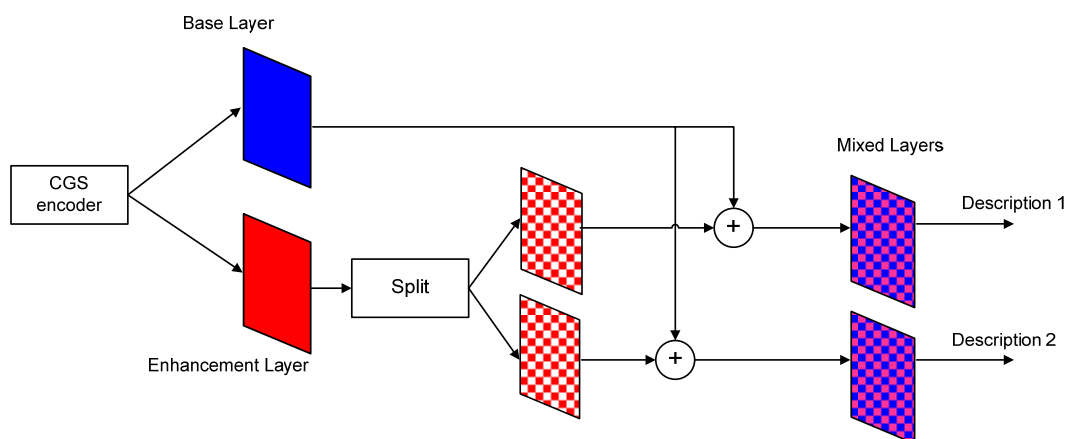 Base Layer
CGS
encoder
Enhancement Layer
Split
+
+
Mixed Layers
Description 1
Description 2